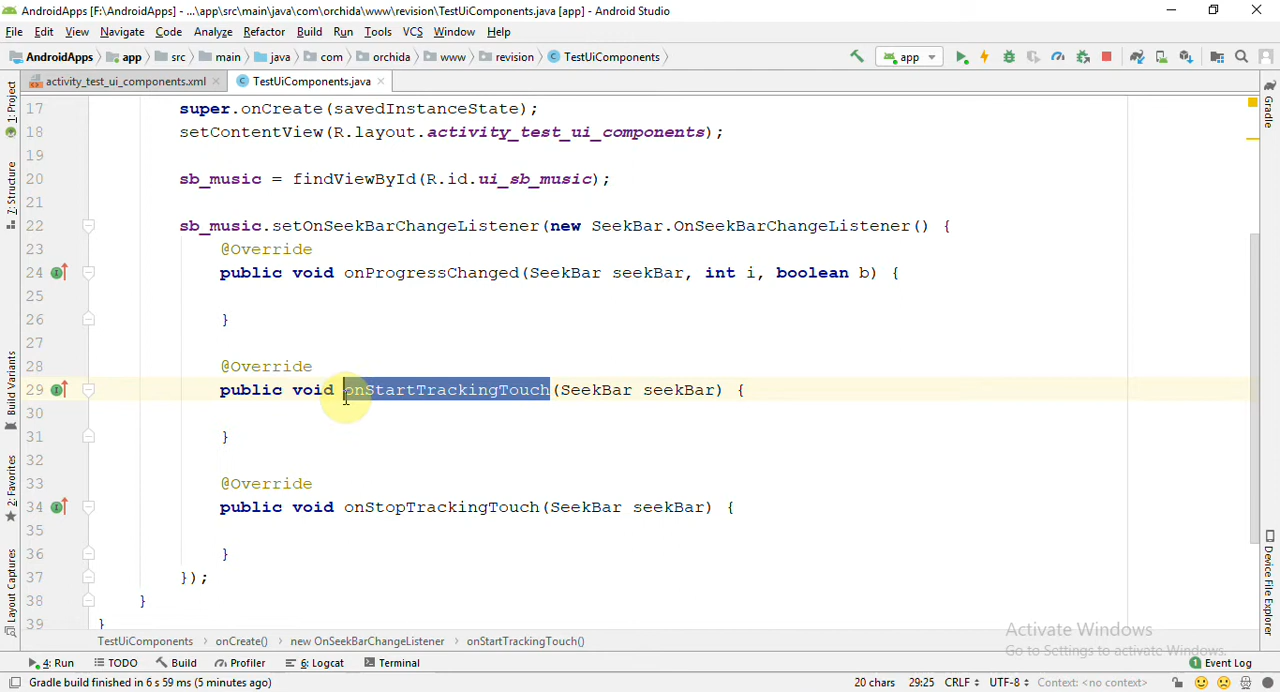 AndroidApps [F:\AndroidApps] - ...\app\src\main\java\com\orchida\www\revision\TestUiComponents.java [app] - Android Studio
File Edit View Navigate Code Analyze Refactor Build Run Tools VCS Window Help
AndroidApps app src main java com orchida www revision TestUiComponents app
activity_test_ui_components.xml TestUiComponents.java
1: Project
7: Structure
Build Variants
2: Favorites
Layout Captures
Gradle
Device File Explorer
17 super.onCreate(savedInstanceState);
18 setContentView(R.layout.activity_test_ui_components);
19
20 sb_music = findViewById(R.id.ui_sb_music);
21
22 sb_music.setOnSeekBarChangeListener(new SeekBar.OnSeekBarChangeListener() {
23 @Override
24 public void onProgressChanged(SeekBar seekBar, int i, boolean b) {
25
26 }
27
28 @Override
29 public void onStartTrackingTouch(SeekBar seekBar) {
30
31 }
32
33 @Override
34 public void onStopTrackingTouch(SeekBar seekBar) {
35
36 }
37 });
38 }
39 }
Activate Windows
Go to Settings to activate Windows.
TestUiComponents onCreate() new OnSeekBarChangeListener onStartTrackingTouch()
4: Run TODO Build Profiler 6: Logcat Terminal 1 Event Log
Gradle build finished in 6 s 59 ms (5 minutes ago) 20 chars 29:25 CRLF UTF-8 Context: <no context>